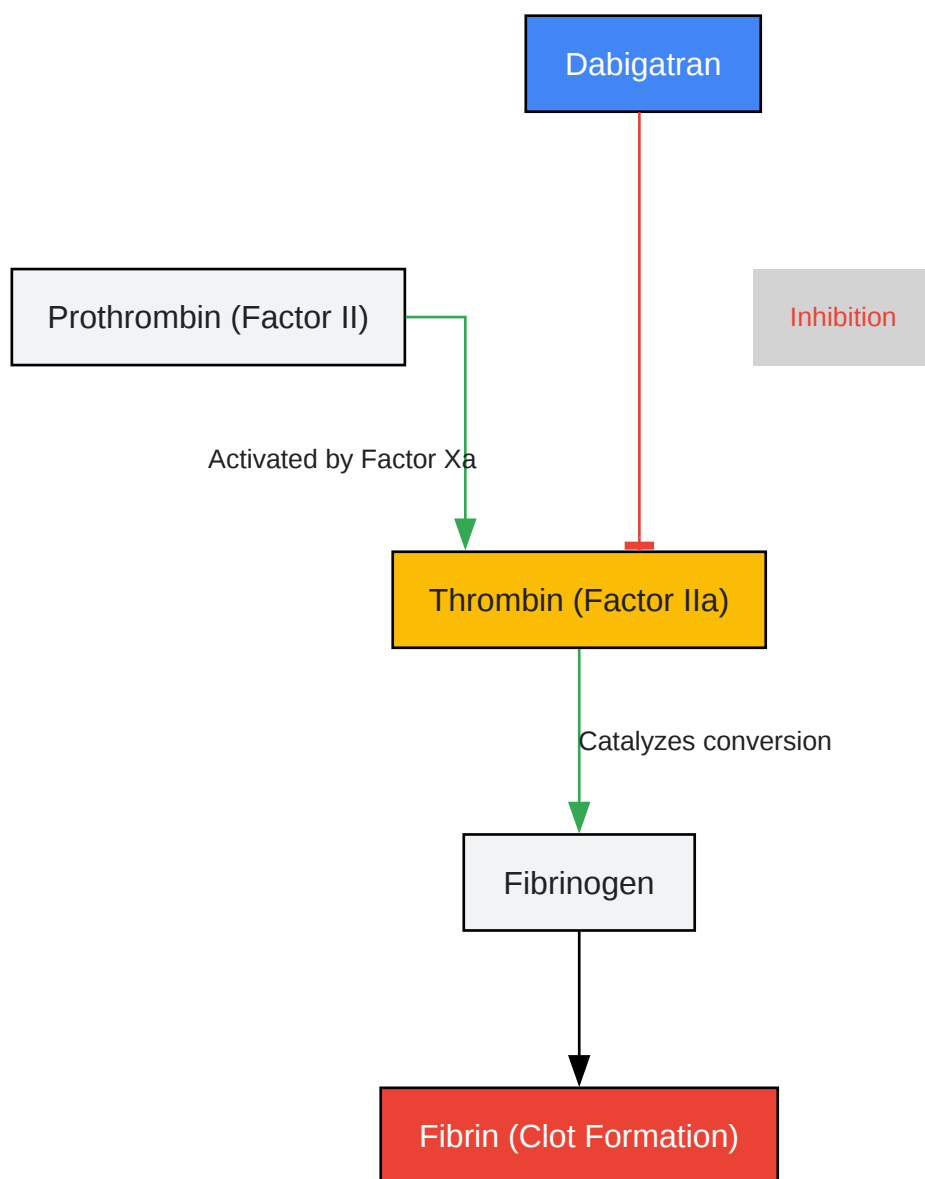 Dabigatran
Prothrombin (Factor II)
Inhibition
Activated by Factor Xa
Thrombin (Factor IIa)
Catalyzes conversion
Fibrinogen
Fibrin (Clot Formation)